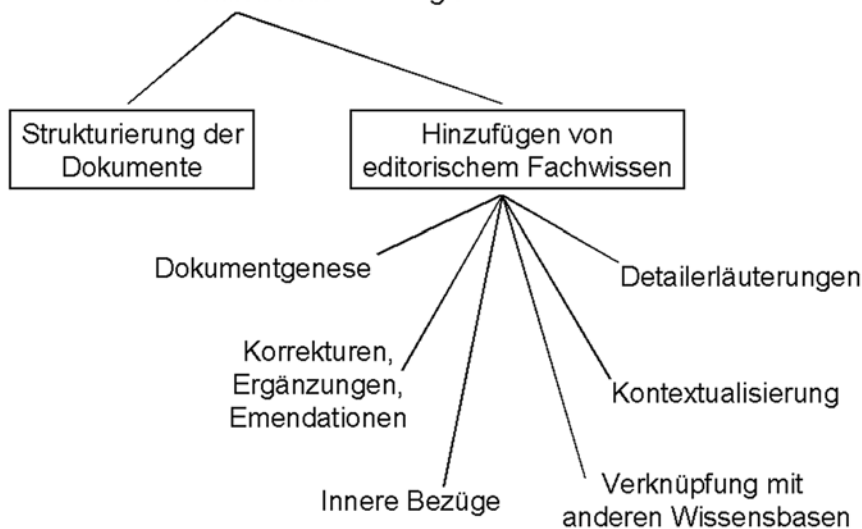 Strukturierung der
Dokumente
Hinzufügen von
editorischem Fachwissen
Dokumentgenese
Detailerläuterungen
Korrekturen,
Ergänzungen,
Emendationen
Kontextualisierung
Innere Bezüge
Verknüpfung mit
anderen Wissensbasen